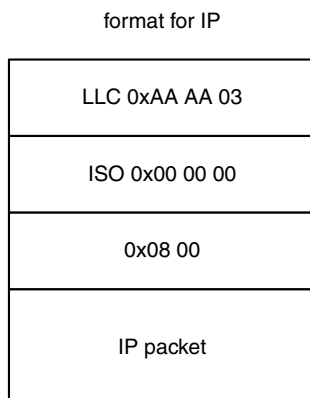 format for IP
LLC 0xAA AA 03
ISO 0x00 00 00
0x08 00
IP packet